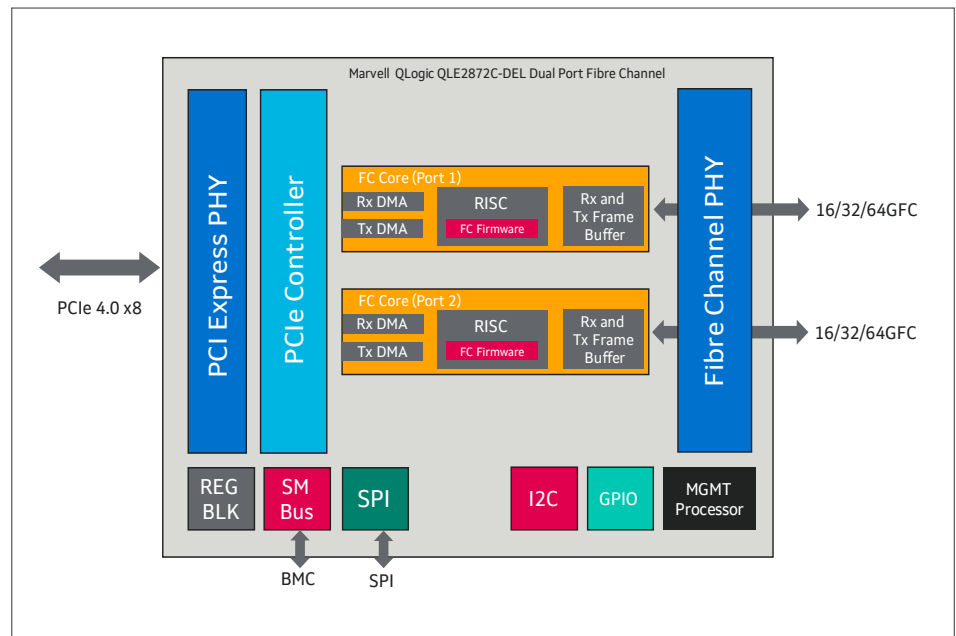 Marvell QLogic QLE2872C-DEL Dual Port Fibre Channel
PCI Express PHY
PCIe Controller
FC Core (Port 1)
Rx DMA
Tx DMA
RISC
FC Firmware
Rx and
Tx Frame
Buffer
Fibre Channel PHY
16/32/64GFC
PCIe 4.0 x8
FC Core (Port 2)
Rx DMA
Tx DMA
RISC
FC Firmware
Rx and
Tx Frame
Buffer
16/32/64GFC
REG
BLK
SM
Bus
SPI
I2C
GPIO
MGMT
Processor
BMC
SPI